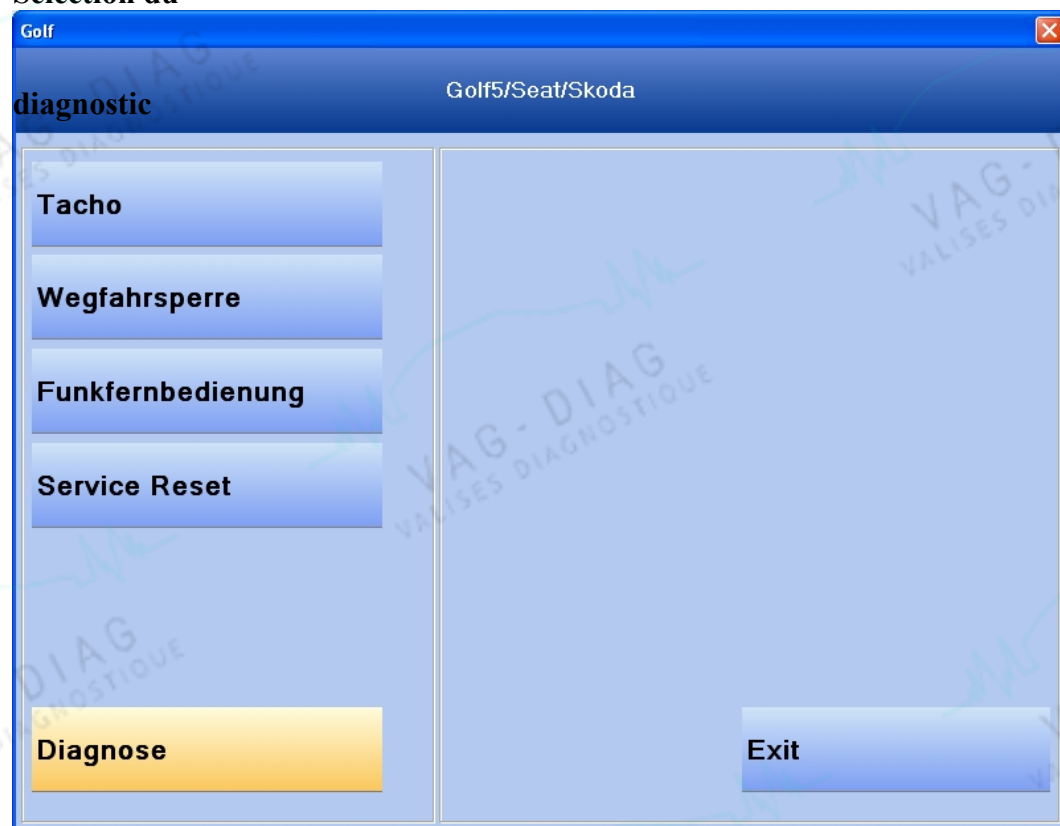 Sélection du
Golf
Golf5/Seat/Skoda
diagnostic
Tacho
Wegfahrsperre
Funkfernbedienung
Service Reset
Diagnose
Exit
VAG - DIAG
VALISES DIAGNOSTIQUE